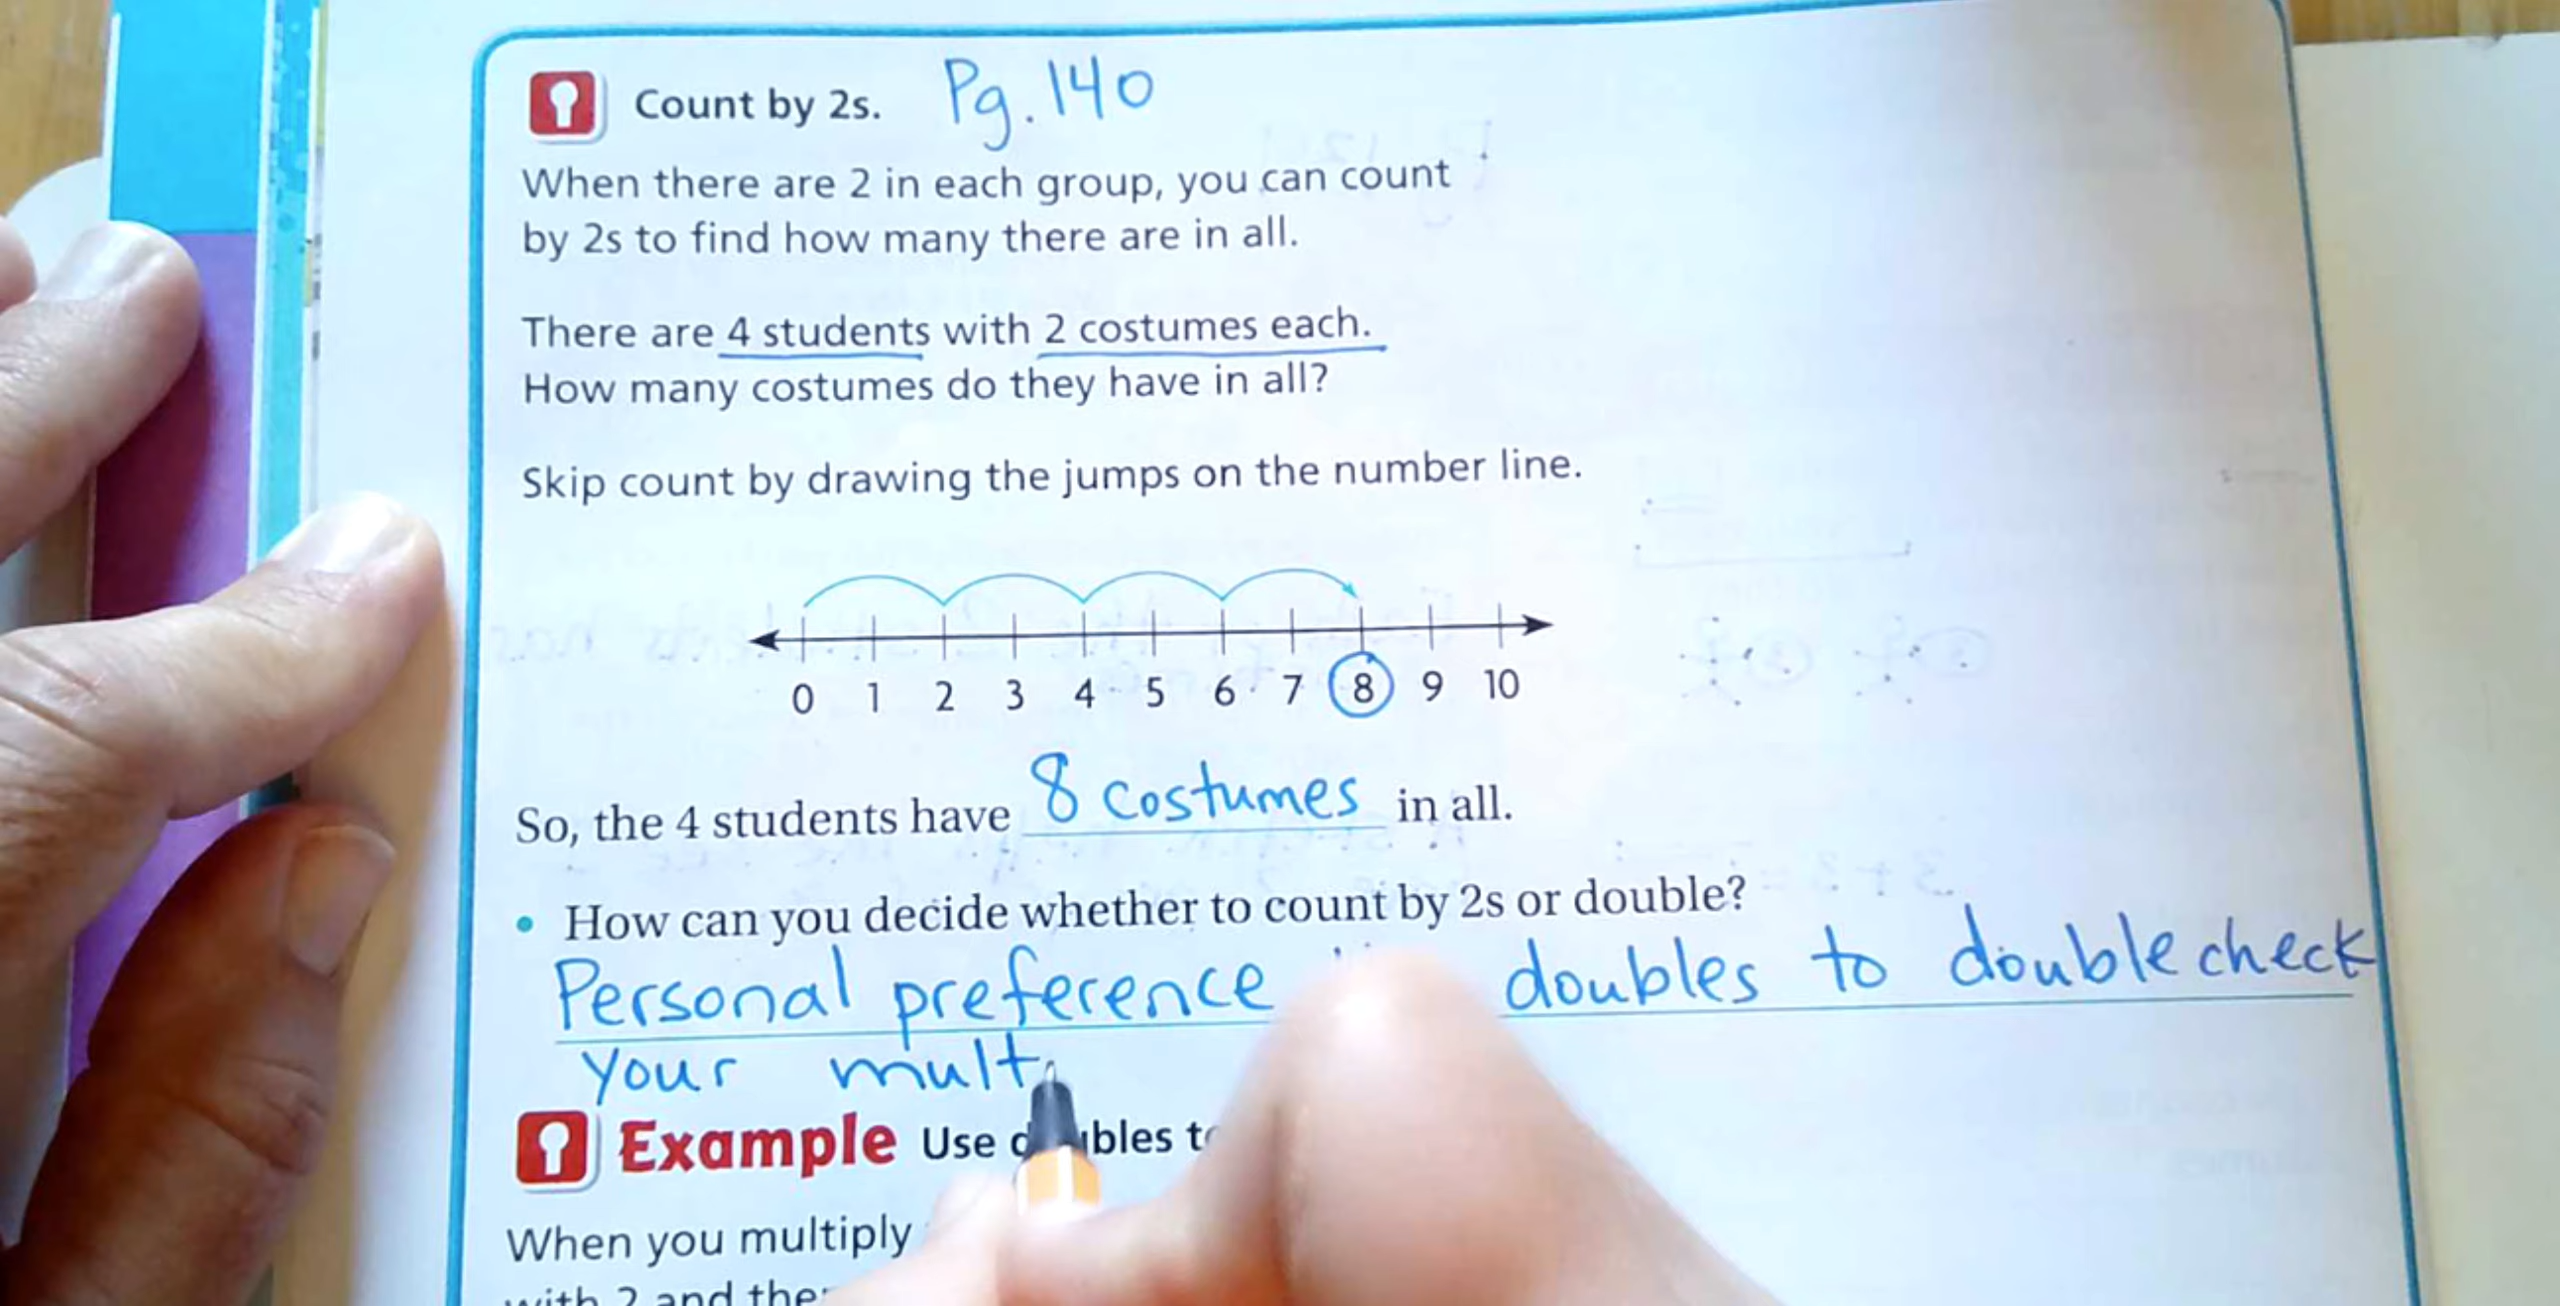 Count by 2s. Pg. 140
When there are 2 in each group, you can count
by 2s to find how many there are in all.
There are 4 students with 2 costumes each.
How many costumes do they have in all?
Skip count by drawing the jumps on the number line.
0 1 2 3 4 5 6 7 8 9 10
So, the 4 students have 8 costumes in all.
• How can you decide whether to count by 2s or double?
Personal preference doubles to doublecheck
your mult
Example Use
When you multiply
with 2 and